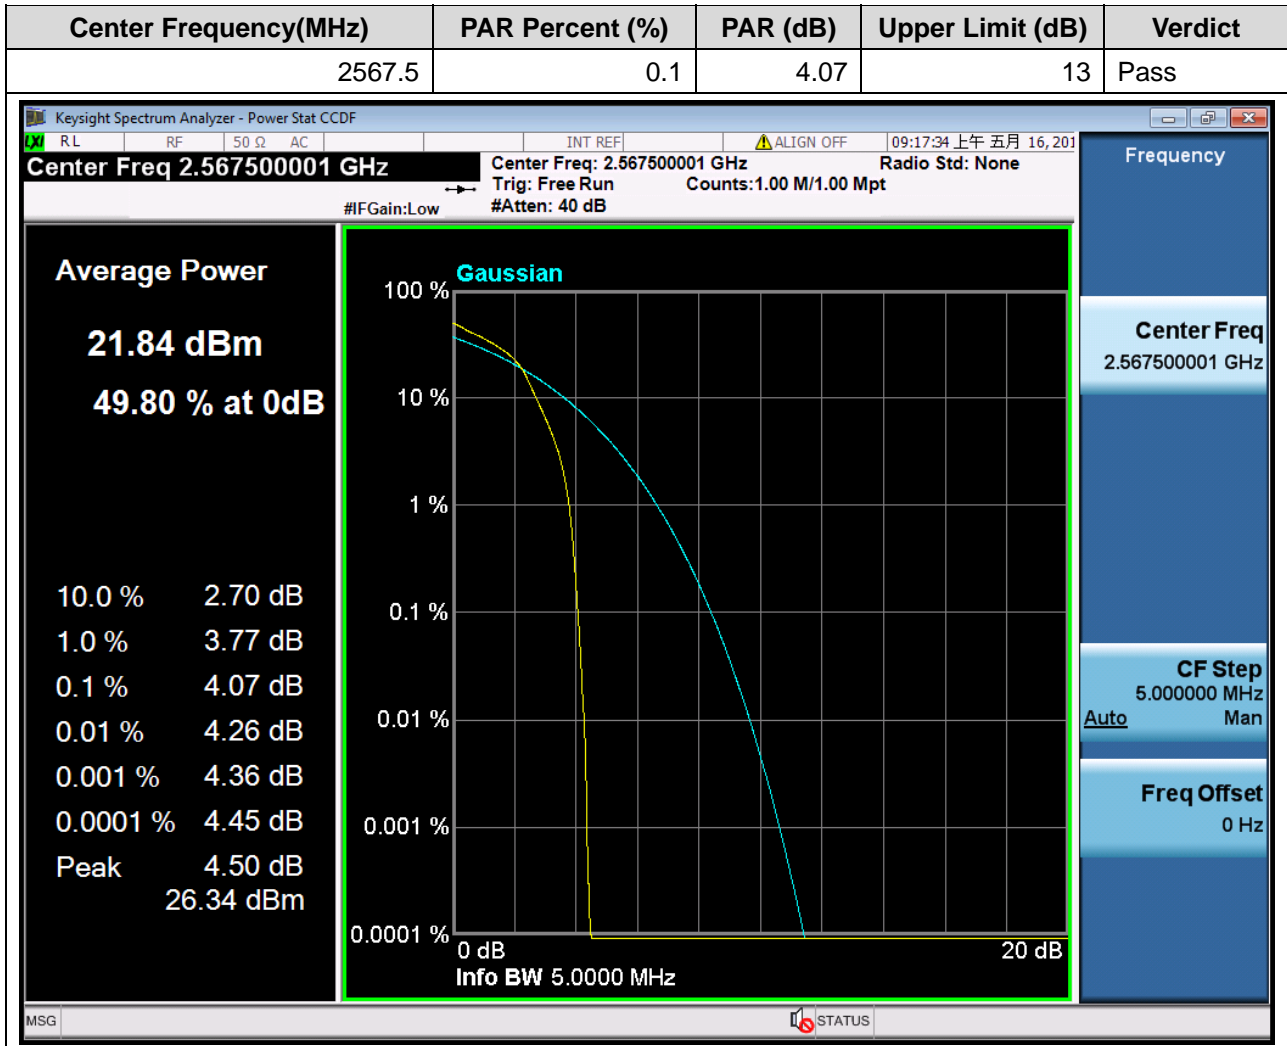 Center Frequency(MHz) PAR Percent (%) PAR (dB) Upper Limit (dB) Verdict
2567.5 0.1 4.07 13 Pass
Keysight Spectrum Analyzer - Power Stat CCDF
LXI RL RF 50 Ω AC INT REF ALIGN OFF 09:17:34 上午 五月 16, 201
Center Freq 2.567500001 GHz
Center Freq: 2.567500001 GHz Radio Std: None
Trig: Free Run Counts:1.00 M/1.00 Mpt
#IFGain:Low #Atten: 40 dB
Average Power
21.84 dBm
49.80 % at 0dB
10.0 % 2.70 dB
1.0 % 3.77 dB
0.1 % 4.07 dB
0.01 % 4.26 dB
0.001 % 4.36 dB
0.0001 % 4.45 dB
Peak 4.50 dB
26.34 dBm
Gaussian
100 %
10 %
1 %
0.1 %
0.01 %
0.001 %
0.0001 %
0 dB 20 dB
Info BW 5.0000 MHz
Frequency
Center Freq
2.567500001 GHz
CF Step
5.000000 MHz
Auto Man
Freq Offset
0 Hz
MSG STATUS